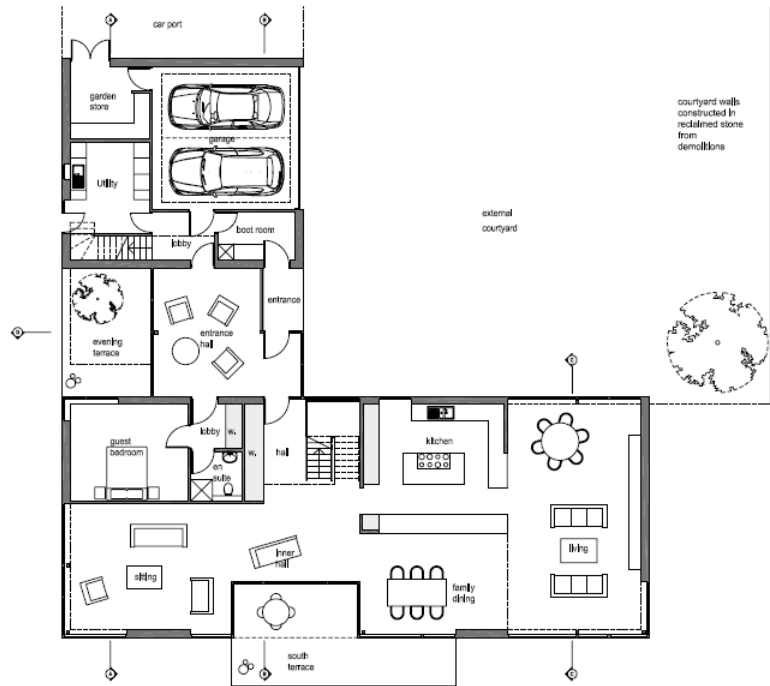 A
B
car port
garden
store
garage
courtyard walls
constructed in
reclaimed stone
from
demolitions
Utility
external
courtyard
lobby
boot room
entrance
entrance
hall
evening
terrace
D
C
guest
bedroom
lobby
w.
w.
en
suite
hall
kitchen
living
inner
hall
sitting
family
dining
south
terrace
A
B
C